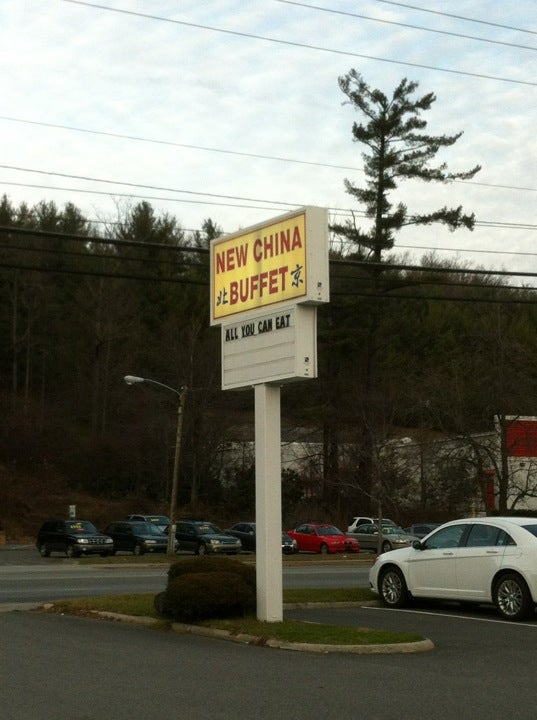 NEW CHINA
北 BUFFET 京
ALL YOU CAN EAT